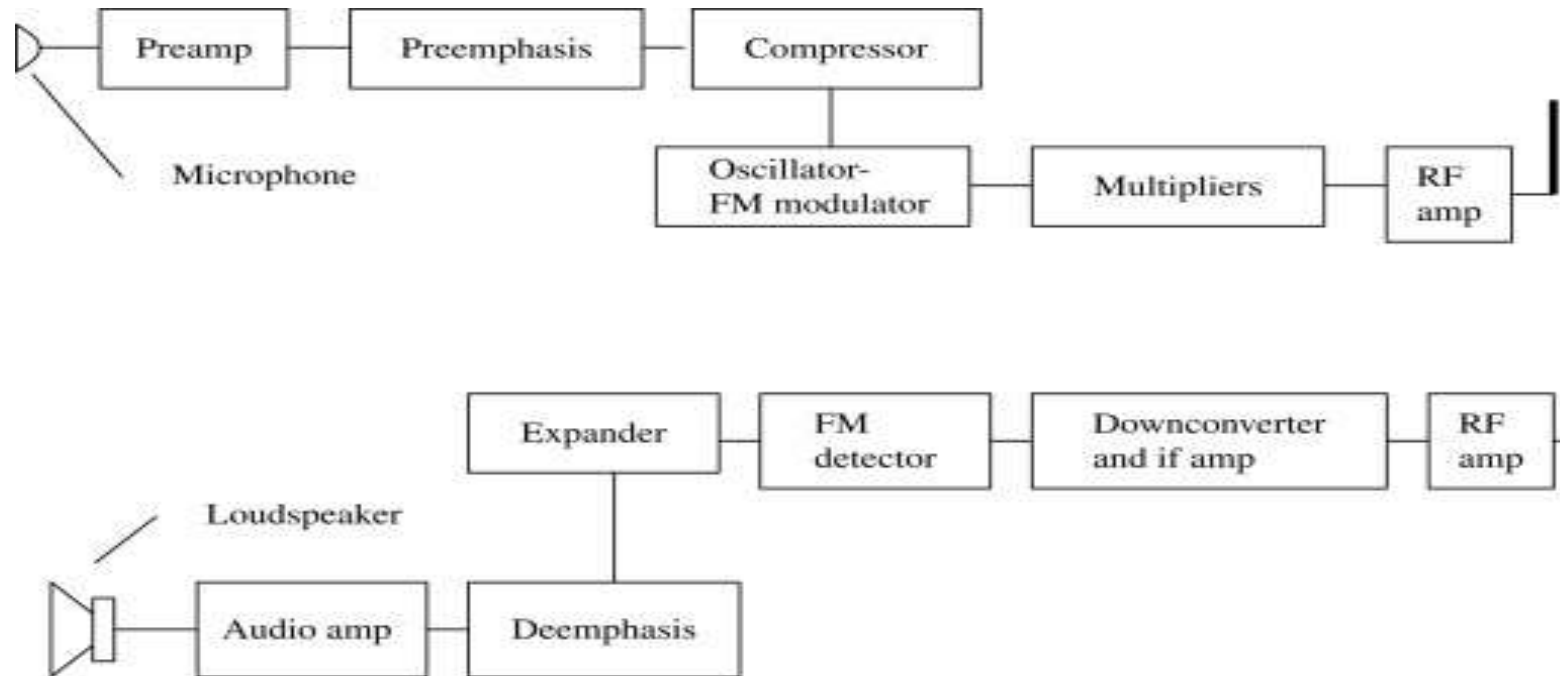 Preamp
Preemphasis
Compressor
Microphone
Oscillator-
FM modulator
Multipliers
RF
amp
Expander
FM
detector
Downconverter
and if amp
RF
amp
Loudspeaker
Audio amp
Deemphasis